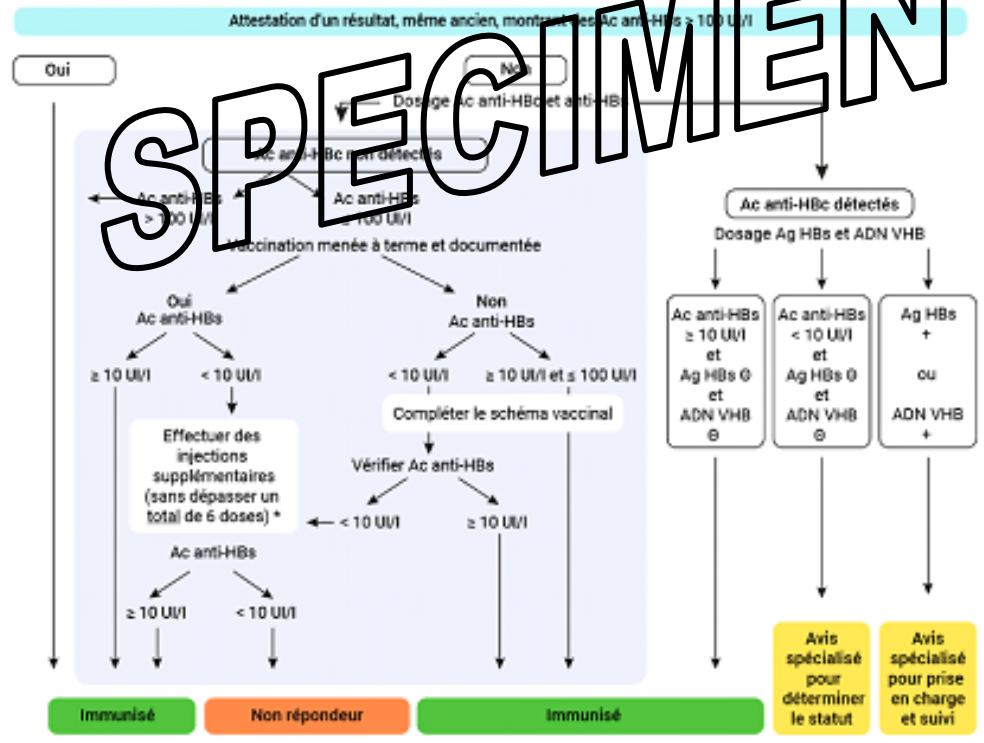 Attestation d'un résultat, même ancien, montrant des Ac anti-HBs ≥ 100 UI/l
SPECIMEN
Oui
Non
Dosage Ac anti-HBc et anti-HBs
Ac anti-HBc non détectés
Ac anti-HBs
> 100 UI/l
Ac anti-HBs
≤ 100 UI/l
Vaccination menée à terme et documentée
Oui
Ac anti-HBs
Non
Ac anti-HBs
≥ 10 UI/l
< 10 UI/l
< 10 UI/l
≥ 10 UI/l et ≤ 100 UI/l
Compléter le schéma vaccinal
Effectuer des
injections
supplémentaires
(sans dépasser un
total de 6 doses) *
Vérifier Ac anti-HBs
< 10 UI/l
≥ 10 UI/l
Ac anti-HBs
≥ 10 UI/l
< 10 UI/l
Ac anti-HBc détectés
Dosage Ag HBs et ADN VHB
Ac anti-HBs
≥ 10 UI/l
et
Ag HBs Θ
et
ADN VHB
Θ
Ac anti-HBs
< 10 UI/l
et
Ag HBs Θ
et
ADN VHB
Θ
Ag HBs
+
ou
ADN VHB
+
Immunisé
Non répondeur
Immunisé
Avis
spécialisé
pour
déterminer
le statut
Avis
spécialisé
pour prise
en charge
et suivi